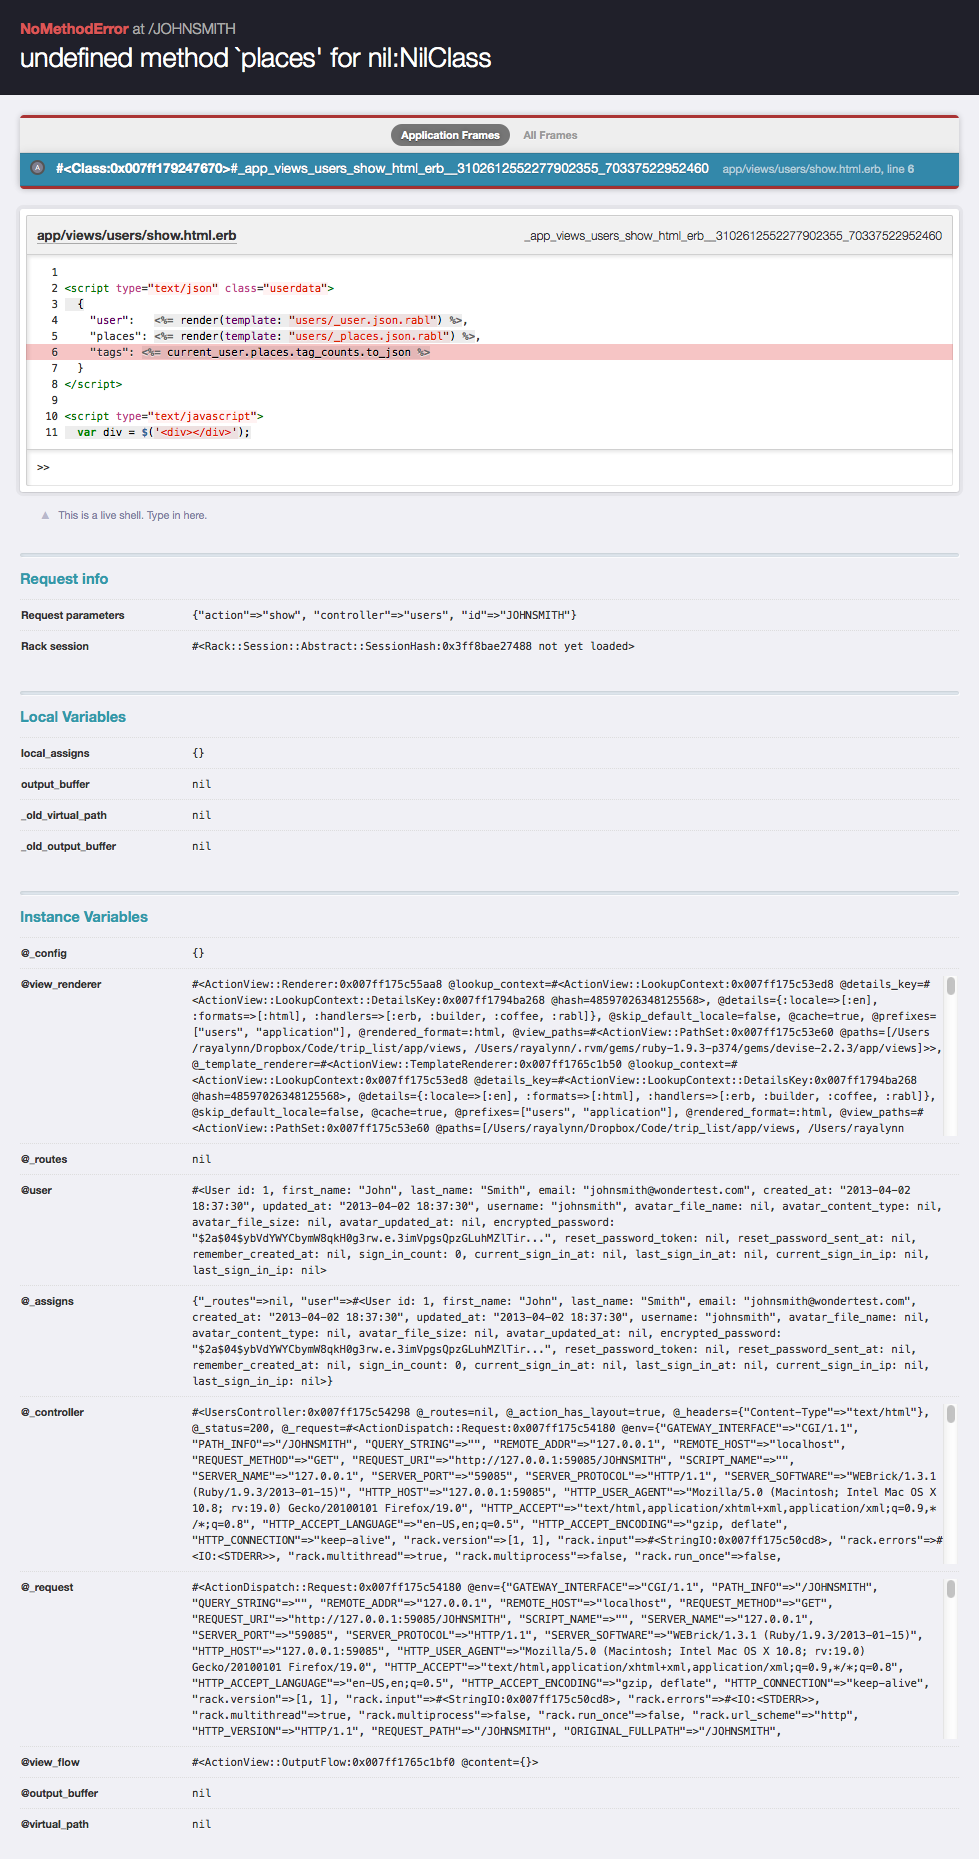 NoMethodError at /JOHNSMITH
undefined method `places' for nil:NilClass
Application Frames All Frames
A #<Class:0x007ff179247670>#_app_views_users_show_html_erb__3102612552277902355_70337522952460 app/views/users/show.html.erb, line 6
app/views/users/show.html.erb _app_views_users_show_html_erb__3102612552277902355_70337522952460
1
2 <script type="text/json" class="userdata">
3 {
4 "user": <%= render(template: "users/_user.json.rabl") %>,
5 "places": <%= render(template: "users/_places.json.rabl") %>,
6 "tags": <%= current_user.places.tag_counts.to_json %>
7 }
8 </script>
9
10 <script type="text/javascript">
11 var div = $('<div></div>');
>>
▲ This is a live shell. Type in here.
Request info
Request parameters {"action"=>"show", "controller"=>"users", "id"=>"JOHNSMITH"}
Rack session #<Rack::Session::Abstract::SessionHash:0x3ff8bae27488 not yet loaded>
Local Variables
local_assigns {}
output_buffer nil
_old_virtual_path nil
_old_output_buffer nil
Instance Variables
@_config {}
@view_renderer #<ActionView::Renderer:0x007ff175c55aa8 @lookup_context=#<ActionView::LookupContext:0x007ff175c53ed8 @details_key=#
<ActionView::LookupContext::DetailsKey:0x007ff1794ba268 @hash=48597026348125568>, @details={:locale=>[:en],
:formats=>[:html], :handlers=>[:erb, :builder, :coffee, :rabl]}, @skip_default_locale=false, @cache=true, @prefixes=
["users", "application"], @rendered_format=:html, @view_paths=#<ActionView::PathSet:0x007ff175c53e60 @paths=[/Users
/rayalynn/Dropbox/Code/trip_list/app/views, /Users/rayalynn/.rvm/gems/ruby-1.9.3-p374/gems/devise-2.2.3/app/views]>>,
@_template_renderer=#<ActionView::TemplateRenderer:0x007ff1765c1b50 @lookup_context=#
<ActionView::LookupContext:0x007ff175c53ed8 @details_key=#<ActionView::LookupContext::DetailsKey:0x007ff1794ba268
@hash=48597026348125568>, @details={:locale=>[:en], :formats=>[:html], :handlers=>[:erb, :builder, :coffee, :rabl]},
@skip_default_locale=false, @cache=true, @prefixes=["users", "application"], @rendered_format=:html, @view_paths=#
<ActionView::PathSet:0x007ff175c53e60 @paths=[/Users/rayalynn/Dropbox/Code/trip_list/app/views, /Users/rayalynn
@_routes nil
@user #<User id: 1, first_name: "John", last_name: "Smith", email: "johnsmith@wondertest.com", created_at: "2013-04-02
18:37:30", updated_at: "2013-04-02 18:37:30", username: "johnsmith", avatar_file_name: nil, avatar_content_type: nil,
avatar_file_size: nil, avatar_updated_at: nil, encrypted_password:
"$2a$04$ybVdYWYCbymW8qkH0g3rw.e.3imVpgsQpzGLuhMZlTir...", reset_password_token: nil, reset_password_sent_at: nil,
remember_created_at: nil, sign_in_count: 0, current_sign_in_at: nil, last_sign_in_at: nil, current_sign_in_ip: nil,
last_sign_in_ip: nil>
@_assigns {"_routes"=>nil, "user"=>#<User id: 1, first_name: "John", last_name: "Smith", email: "johnsmith@wondertest.com",
created_at: "2013-04-02 18:37:30", updated_at: "2013-04-02 18:37:30", username: "johnsmith", avatar_file_name: nil,
avatar_content_type: nil, avatar_file_size: nil, avatar_updated_at: nil, encrypted_password:
"$2a$04$ybVdYWYCbymW8qkH0g3rw.e.3imVpgsQpzGLuhMZlTir...", reset_password_token: nil, reset_password_sent_at: nil,
remember_created_at: nil, sign_in_count: 0, current_sign_in_at: nil, last_sign_in_at: nil, current_sign_in_ip: nil,
last_sign_in_ip: nil>}
@_controller #<UsersController:0x007ff175c54298 @_routes=nil, @_action_has_layout=true, @_headers={"Content-Type"=>"text/html"},
@_status=200, @_request=#<ActionDispatch::Request:0x007ff175c54180 @env={"GATEWAY_INTERFACE"=>"CGI/1.1",
"PATH_INFO"=>"/JOHNSMITH", "QUERY_STRING"=>"", "REMOTE_ADDR"=>"127.0.0.1", "REMOTE_HOST"=>"localhost",
"REQUEST_METHOD"=>"GET", "REQUEST_URI"=>"http://127.0.0.1:59085/JOHNSMITH", "SCRIPT_NAME"=>"",
"SERVER_NAME"=>"127.0.0.1", "SERVER_PORT"=>"59085", "SERVER_PROTOCOL"=>"HTTP/1.1", "SERVER_SOFTWARE"=>"WEBrick/1.3.1
(Ruby/1.9.3/2013-01-15)", "HTTP_HOST"=>"127.0.0.1:59085", "HTTP_USER_AGENT"=>"Mozilla/5.0 (Macintosh; Intel Mac OS X
10.8; rv:19.0) Gecko/20100101 Firefox/19.0", "HTTP_ACCEPT"=>"text/html,application/xhtml+xml,application/xml;q=0.9,*
/*;q=0.8", "HTTP_ACCEPT_LANGUAGE"=>"en-US,en;q=0.5", "HTTP_ACCEPT_ENCODING"=>"gzip, deflate",
"HTTP_CONNECTION"=>"keep-alive", "rack.version"=>[1, 1], "rack.input"=>#<StringIO:0x007ff175c50cd8>, "rack.errors"=>#
<IO:<STDERR>>, "rack.multithread"=>true, "rack.multiprocess"=>false, "rack.run_once"=>false,
@_request #<ActionDispatch::Request:0x007ff175c54180 @env={"GATEWAY_INTERFACE"=>"CGI/1.1", "PATH_INFO"=>"/JOHNSMITH",
"QUERY_STRING"=>"", "REMOTE_ADDR"=>"127.0.0.1", "REMOTE_HOST"=>"localhost", "REQUEST_METHOD"=>"GET",
"REQUEST_URI"=>"http://127.0.0.1:59085/JOHNSMITH", "SCRIPT_NAME"=>"", "SERVER_NAME"=>"127.0.0.1",
"SERVER_PORT"=>"59085", "SERVER_PROTOCOL"=>"HTTP/1.1", "SERVER_SOFTWARE"=>"WEBrick/1.3.1 (Ruby/1.9.3/2013-01-15)",
"HTTP_HOST"=>"127.0.0.1:59085", "HTTP_USER_AGENT"=>"Mozilla/5.0 (Macintosh; Intel Mac OS X 10.8; rv:19.0)
Gecko/20100101 Firefox/19.0", "HTTP_ACCEPT"=>"text/html,application/xhtml+xml,application/xml;q=0.9,*/*;q=0.8",
"HTTP_ACCEPT_LANGUAGE"=>"en-US,en;q=0.5", "HTTP_ACCEPT_ENCODING"=>"gzip, deflate", "HTTP_CONNECTION"=>"keep-alive",
"rack.version"=>[1, 1], "rack.input"=>#<StringIO:0x007ff175c50cd8>, "rack.errors"=>#<IO:<STDERR>>,
"rack.multithread"=>true, "rack.multiprocess"=>false, "rack.run_once"=>false, "rack.url_scheme"=>"http",
"HTTP_VERSION"=>"HTTP/1.1", "REQUEST_PATH"=>"/JOHNSMITH", "ORIGINAL_FULLPATH"=>"/JOHNSMITH",
@view_flow #<ActionView::OutputFlow:0x007ff1765c1bf0 @content={}>
@output_buffer nil
@virtual_path nil